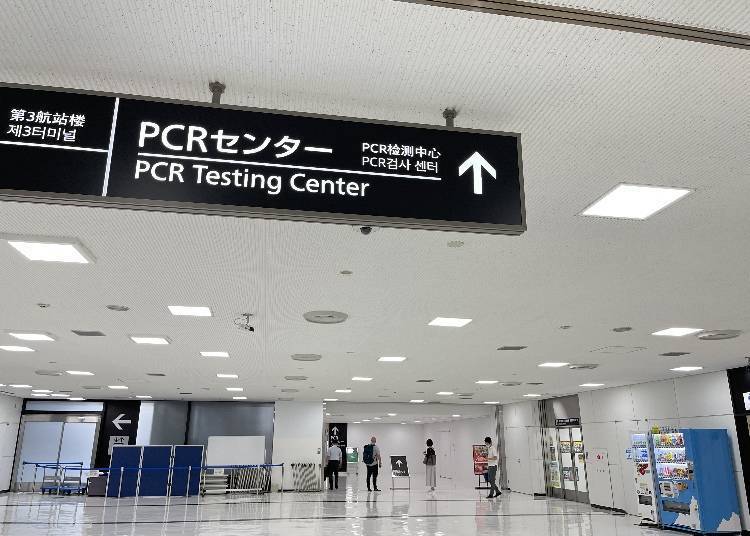 第3航站楼
제3터미널
PCRセンター
PCR Testing Center
PCR检测中心
PCR검사 센터